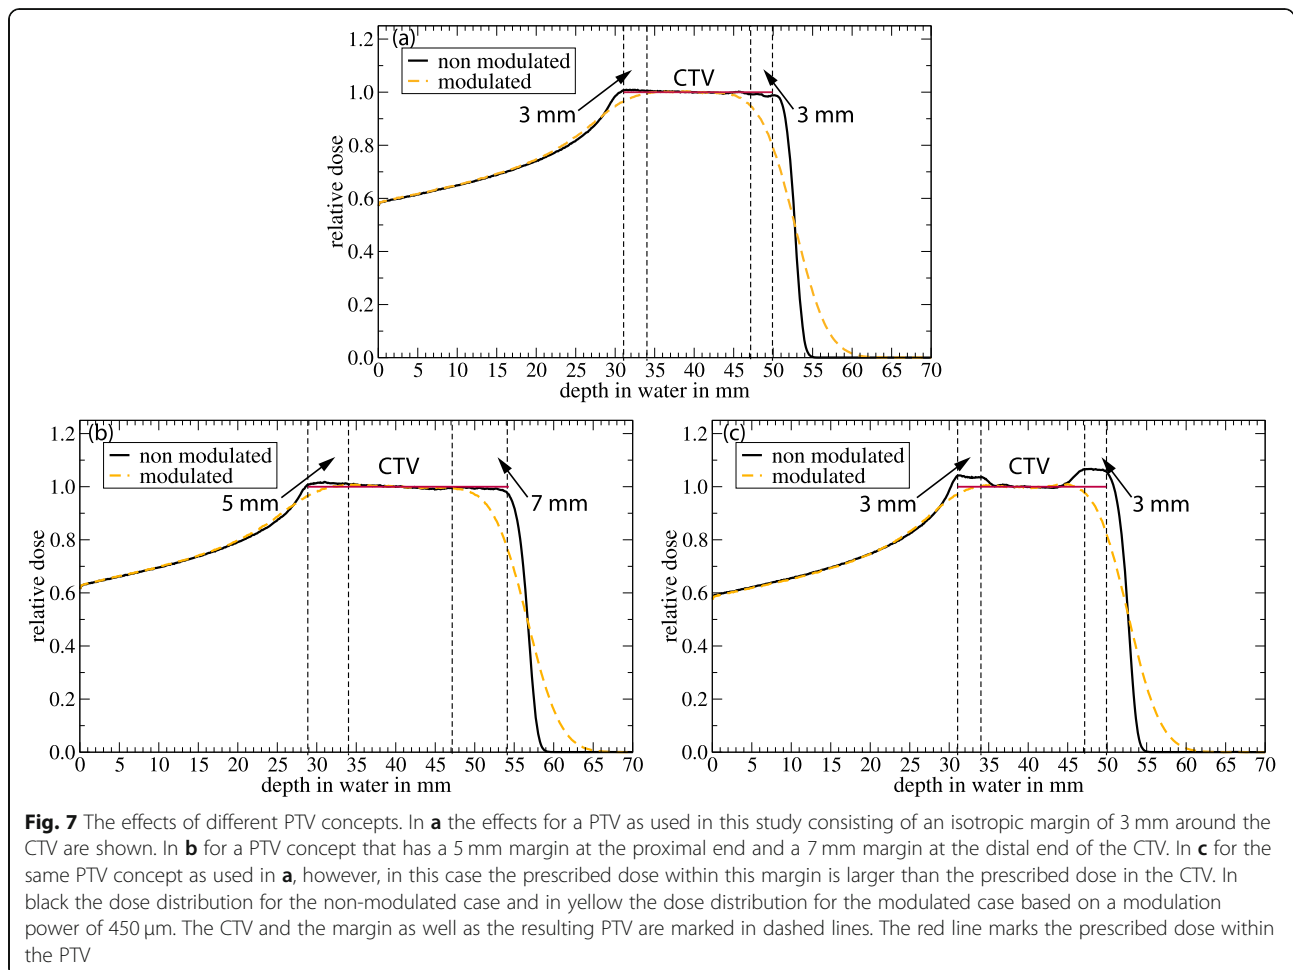 (a)
non modulated
modulated
CTV
3 mm
3 mm
relative dose
1.2
1.0
0.8
0.6
0.4
0.2
0.0
0 5 10 15 20 25 30 35 40 45 50 55 60 65 70
depth in water in mm
(b)
non modulated
modulated
CTV
5 mm
7 mm
relative dose
1.2
1.0
0.8
0.6
0.4
0.2
0.0
0 5 10 15 20 25 30 35 40 45 50 55 60 65 70
depth in water in mm
(c)
non modulated
modulated
CTV
3 mm
3 mm
relative dose
1.2
1.0
0.8
0.6
0.4
0.2
0.0
0 5 10 15 20 25 30 35 40 45 50 55 60 65 70
depth in water in mm
Fig. 7 The effects of different PTV concepts. In a the effects for a PTV as used in this study consisting of an isotropic margin of 3 mm around the
CTV are shown. In b for a PTV concept that has a 5 mm margin at the proximal end and a 7 mm margin at the distal end of the CTV. In c for the
same PTV concept as used in a, however, in this case the prescribed dose within this margin is larger than the prescribed dose in the CTV. In
black the dose distribution for the non-modulated case and in yellow the dose distribution for the modulated case based on a modulation
power of 450 μm. The CTV and the margin as well as the resulting PTV are marked in dashed lines. The red line marks the prescribed dose within
the PTV